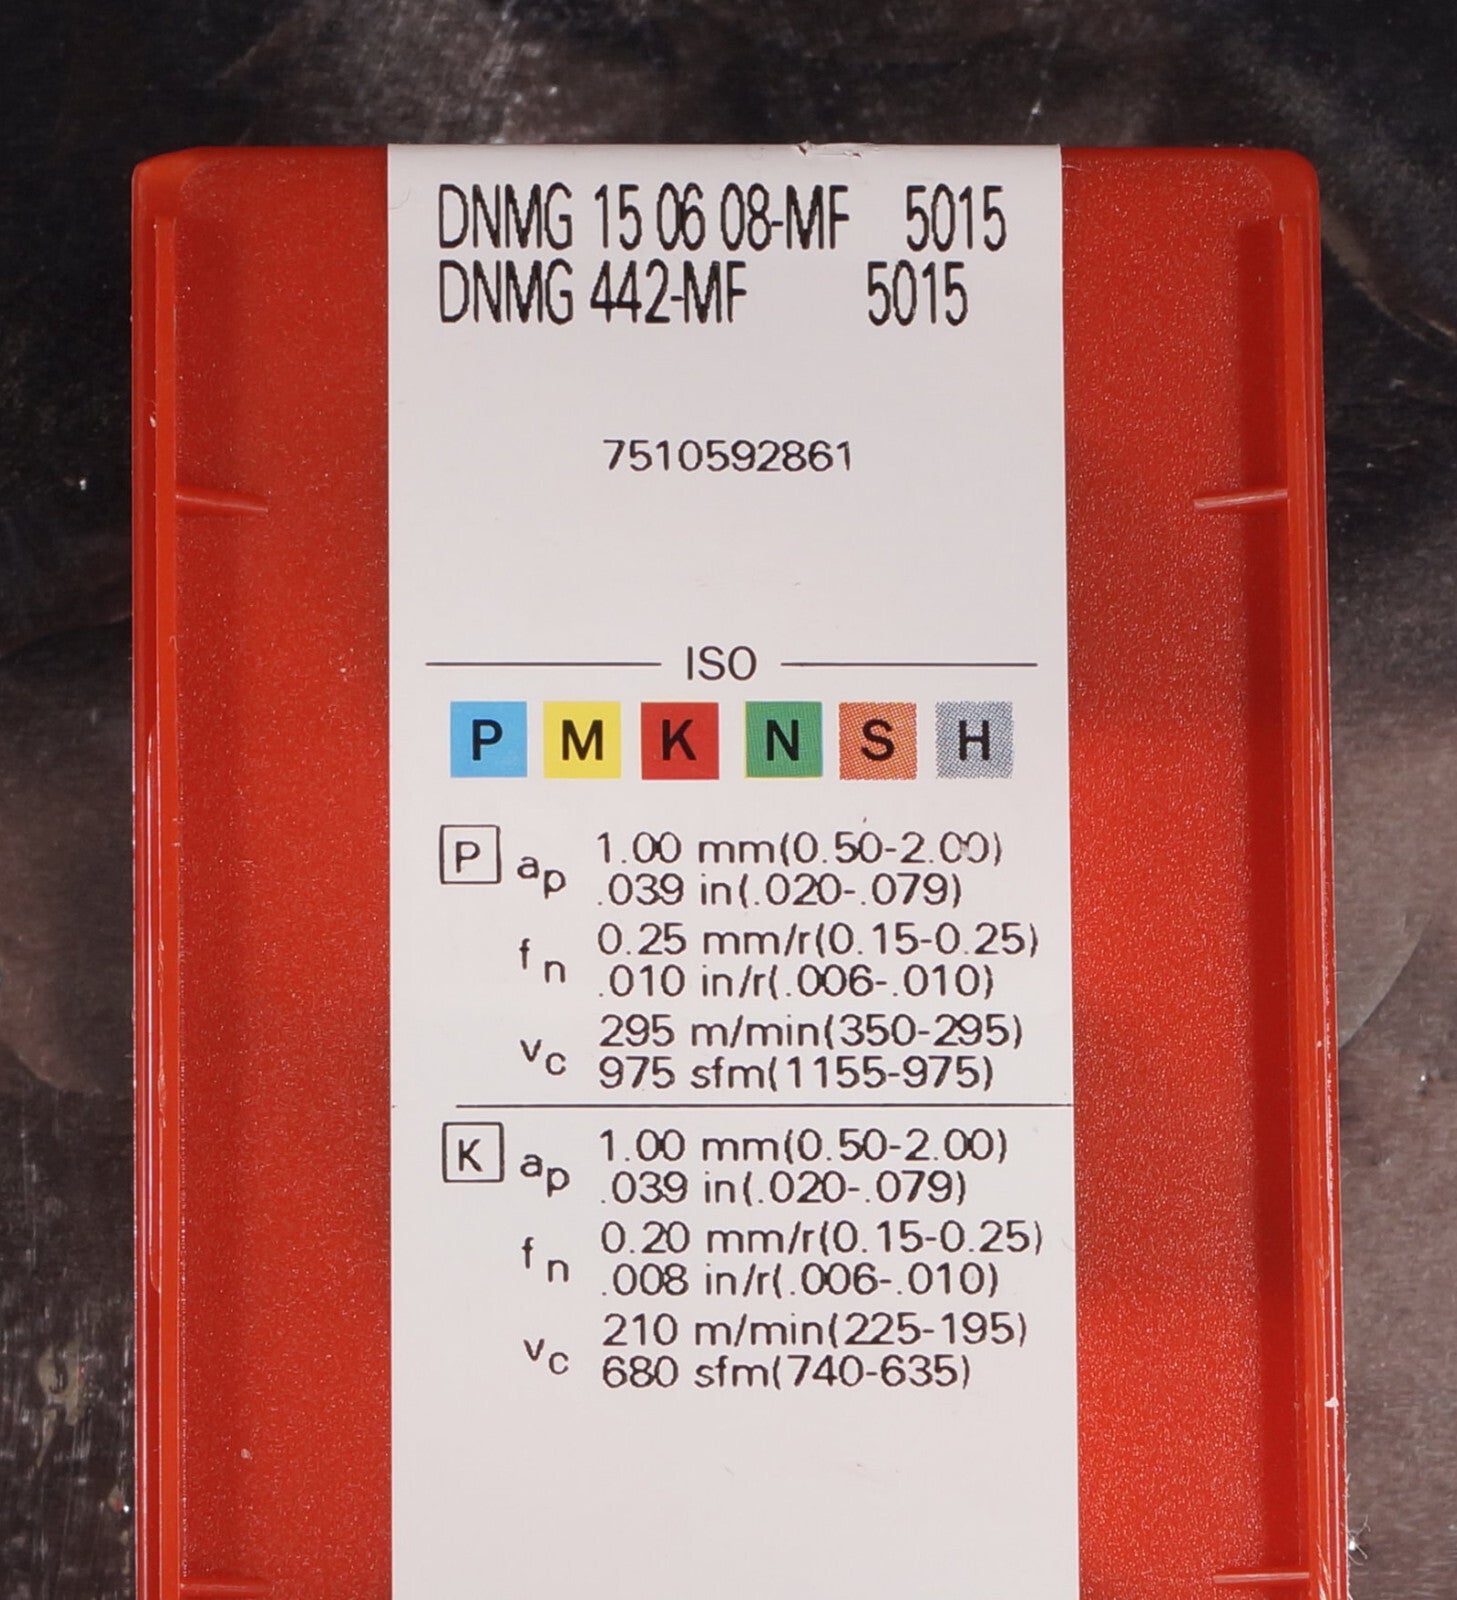 DNMG 15 06 08-MF 5015
DNMG 442-MF 5015
7510592861
ISO
P M K N S H
P ap 1.00 mm(0.50-2.00)
.039 in(.020-.079)
fn 0.25 mm/r(0.15-0.25)
.010 in/r(.006-.010)
vc 295 m/min(350-295)
975 sfm(1155-975)
K ap 1.00 mm(0.50-2.00)
.039 in(.020-.079)
fn 0.20 mm/r(0.15-0.25)
.008 in/r(.006-.010)
vc 210 m/min(225-195)
680 sfm(740-635)